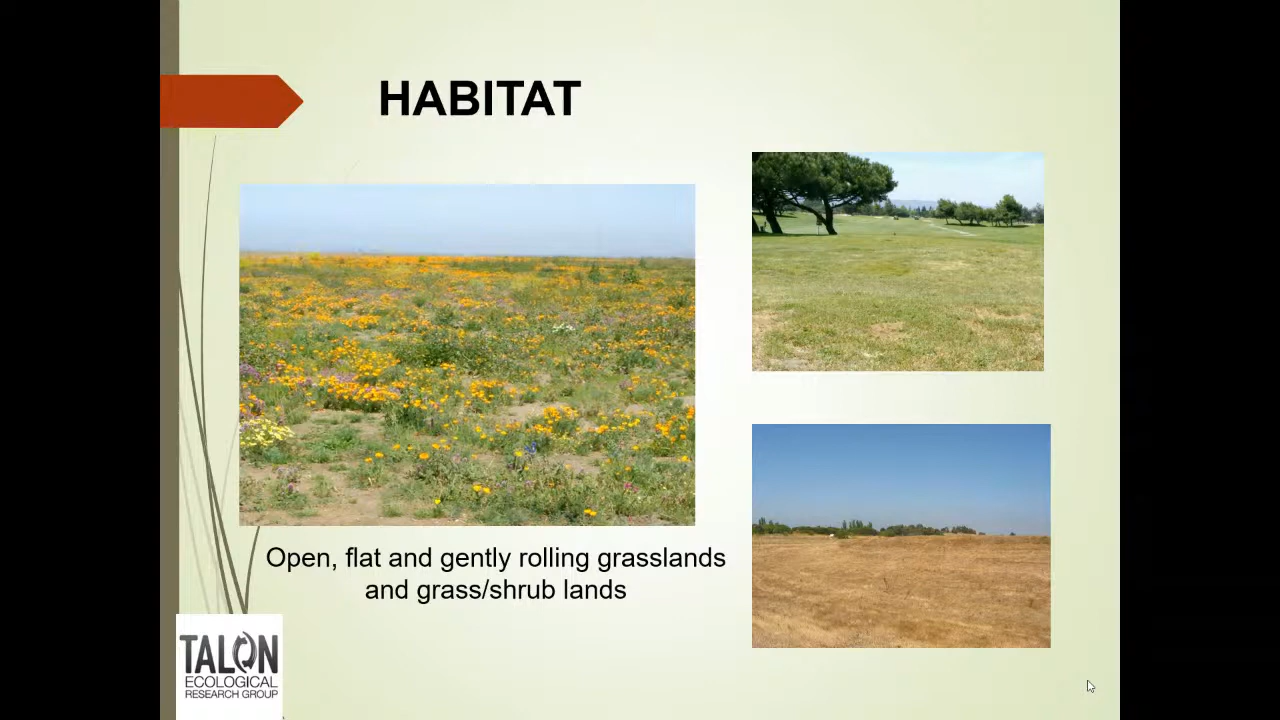 HABITAT
Open, flat and gently rolling grasslands
and grass/shrub lands
TALON
ECOLOGICAL
RESEARCH GROUP